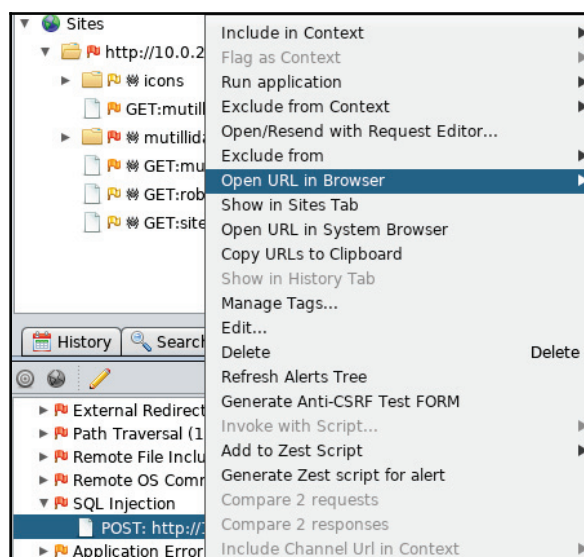 Sites
http://10.0.2
icons
GET:mutill
mutillida
GET:mu
GET:rob
GET:site
History
Search
External Redirect
Path Traversal (1
Remote File Inclu
Remote OS Comm
SQL Injection
POST: http://1
Application Error
Include in Context
Flag as Context
Run application
Exclude from Context
Open/Resend with Request Editor...
Exclude from
Open URL in Browser
Show in Sites Tab
Open URL in System Browser
Copy URLs to Clipboard
Show in History Tab
Manage Tags...
Edit...
Delete Delete
Refresh Alerts Tree
Generate Anti-CSRF Test FORM
Invoke with Script...
Add to Zest Script
Generate Zest script for alert
Compare 2 requests
Compare 2 responses
Include Channel Url in Context